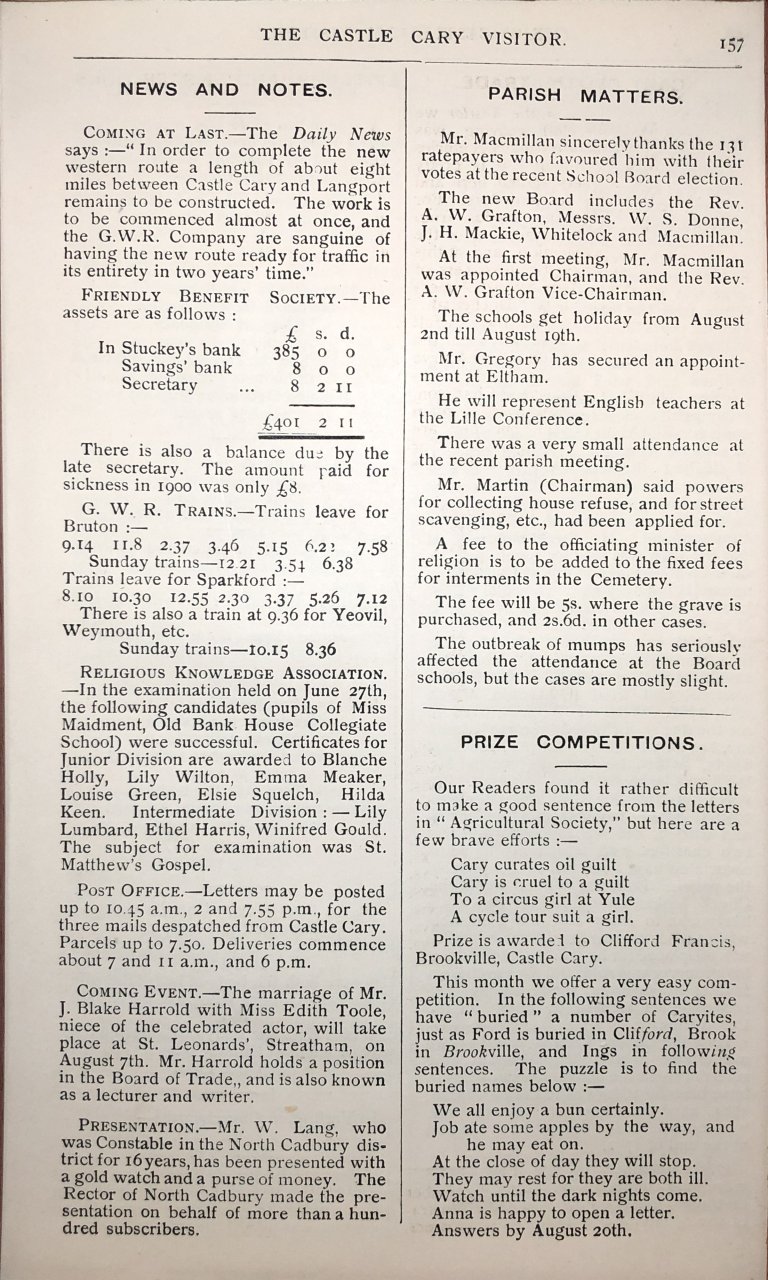 THE CASTLE CARY VISITOR.
157
NEWS AND NOTES.
COMING AT LAST.—The Daily News
says :—“ In order to complete the new
western route a length of about eight
miles between Castle Cary and Langport
remains to be constructed. The work is
to be commenced almost at once, and
the G.W.R. Company are sanguine of
having the new route ready for traffic in
its entirety in two years’ time.”
FRIENDLY BENEFIT SOCIETY.—The
assets are as follows :
£ s. d.
In Stuckey’s bank 385 0 0
Savings’ bank 8 0 0
Secretary ... 8 2 11
£401 2 11
There is also a balance due by the
late secretary. The amount paid for
sickness in 1900 was only £8.
G. W. R. TRAINS.—Trains leave for
Bruton :—
9.14 11.8 2.37 3.46 5.15 7.58
Sunday trains—12.21 3.54 6.38
Trains leave for Sparkford :—
8.10 10.30 12.55 2.30 3.37 5.26 7.12
There is also a train at 9.36 for Yeovil,
Weymouth, etc.
Sunday trains—10.15 8.36
RELIGIOUS KNOWLEDGE ASSOCIATION.
—In the examination held on June 27th,
the following candidates (pupils of Miss
Maidment, Old Bank House Collegiate
School) were successful. Certificates for
Junior Division are awarded to Blanche
Holly, Lily Wilton, Emma Meaker,
Louise Green, Elsie Squelch, Hilda
Keen. Intermediate Division : — Lily
Lumbard, Ethel Harris, Winifred Gould.
The subject for examination was St.
Matthew’s Gospel.
POST OFFICE.—Letters may be posted
up to 10.45 a.m., 2 and 7.55 p.m., for the
three mails despatched from Castle Cary.
Parcels up to 7.50. Deliveries commence
about 7 and 11 a.m., and 6 p.m.
COMING EVENT.—The marriage of Mr.
J. Blake Harrold with Miss Edith Toole,
niece of the celebrated actor, will take
place at St. Leonards’, Streatham, on
August 7th. Mr. Harrold holds a position
in the Board of Trade,, and is also known
as a lecturer and writer.
PRESENTATION.—Mr. W. Lang, who
was Constable in the North Cadbury dis-
trict for 16 years, has been presented with
a gold watch and a purse of money. The
Rector of North Cadbury made the pre-
sentation on behalf of more than a hun-
dred subscribers.
PARISH MATTERS.
Mr. Macmillan sincerely thanks the 131
ratepayers who favoured him with their
votes at the recent School Board election.
The new Board includes the Rev.
A. W. Grafton, Messrs. W. S. Donne,
J. H. Mackie, Whitelock and Macmillan.
At the first meeting, Mr. Macmillan
was appointed Chairman, and the Rev.
A. W. Grafton Vice-Chairman.
The schools get holiday from August
2nd till August 19th.
Mr. Gregory has secured an appoint-
ment at Eltham.
He will represent English teachers at
the Lille Conference.
There was a very small attendance at
the recent parish meeting.
Mr. Martin (Chairman) said powers
for collecting house refuse, and for street
scavenging, etc., had been applied for.
A fee to the officiating minister of
religion is to be added to the fixed fees
for interments in the Cemetery.
The fee will be 5s. where the grave is
purchased, and 2s.6d. in other cases.
The outbreak of mumps has seriously
affected the attendance at the Board
schools, but the cases are mostly slight.
PRIZE COMPETITIONS.
Our Readers found it rather difficult
to make a good sentence from the letters
in “ Agricultural Society,” but here are a
few brave efforts :—
Cary curates oil guilt
Cary is cruel to a guilt
To a circus girl at Yule
A cycle tour suit a girl.
Prize is awarded to Clifford Francis,
Brookville, Castle Cary.
This month we offer a very easy com-
petition. In the following sentences we
have “ buried ” a number of Caryites,
just as Ford is buried in Clifford, Brook
in Brookville, and Ings in following
sentences. The puzzle is to find the
buried names below :—
We all enjoy a bun certainly.
Job ate some apples by the way, and
he may eat on.
At the close of day they will stop.
They may rest for they are both ill.
Watch until the dark nights come.
Anna is happy to open a letter.
Answers by August 20th.